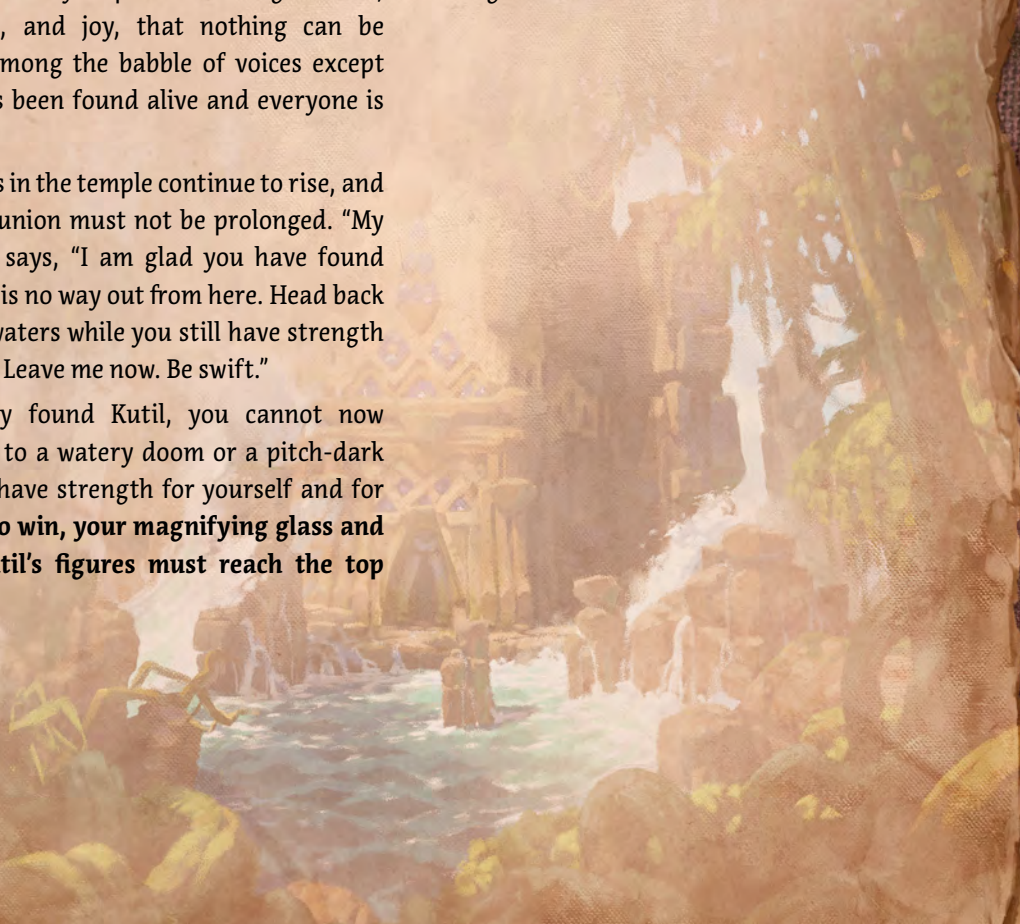 , and joy, that nothing can be
mong the babble of voices except
been found alive and everyone is
in the temple continue to rise, and
union must not be prolonged. “My
says, “I am glad you have found
is no way out from here. Head back
waters while you still have strength
Leave me now. Be swift.”
y found Kutil, you cannot now
to a watery doom or a pitch-dark
have strength for yourself and for
o win, your magnifying glass and
til’s figures must reach the top